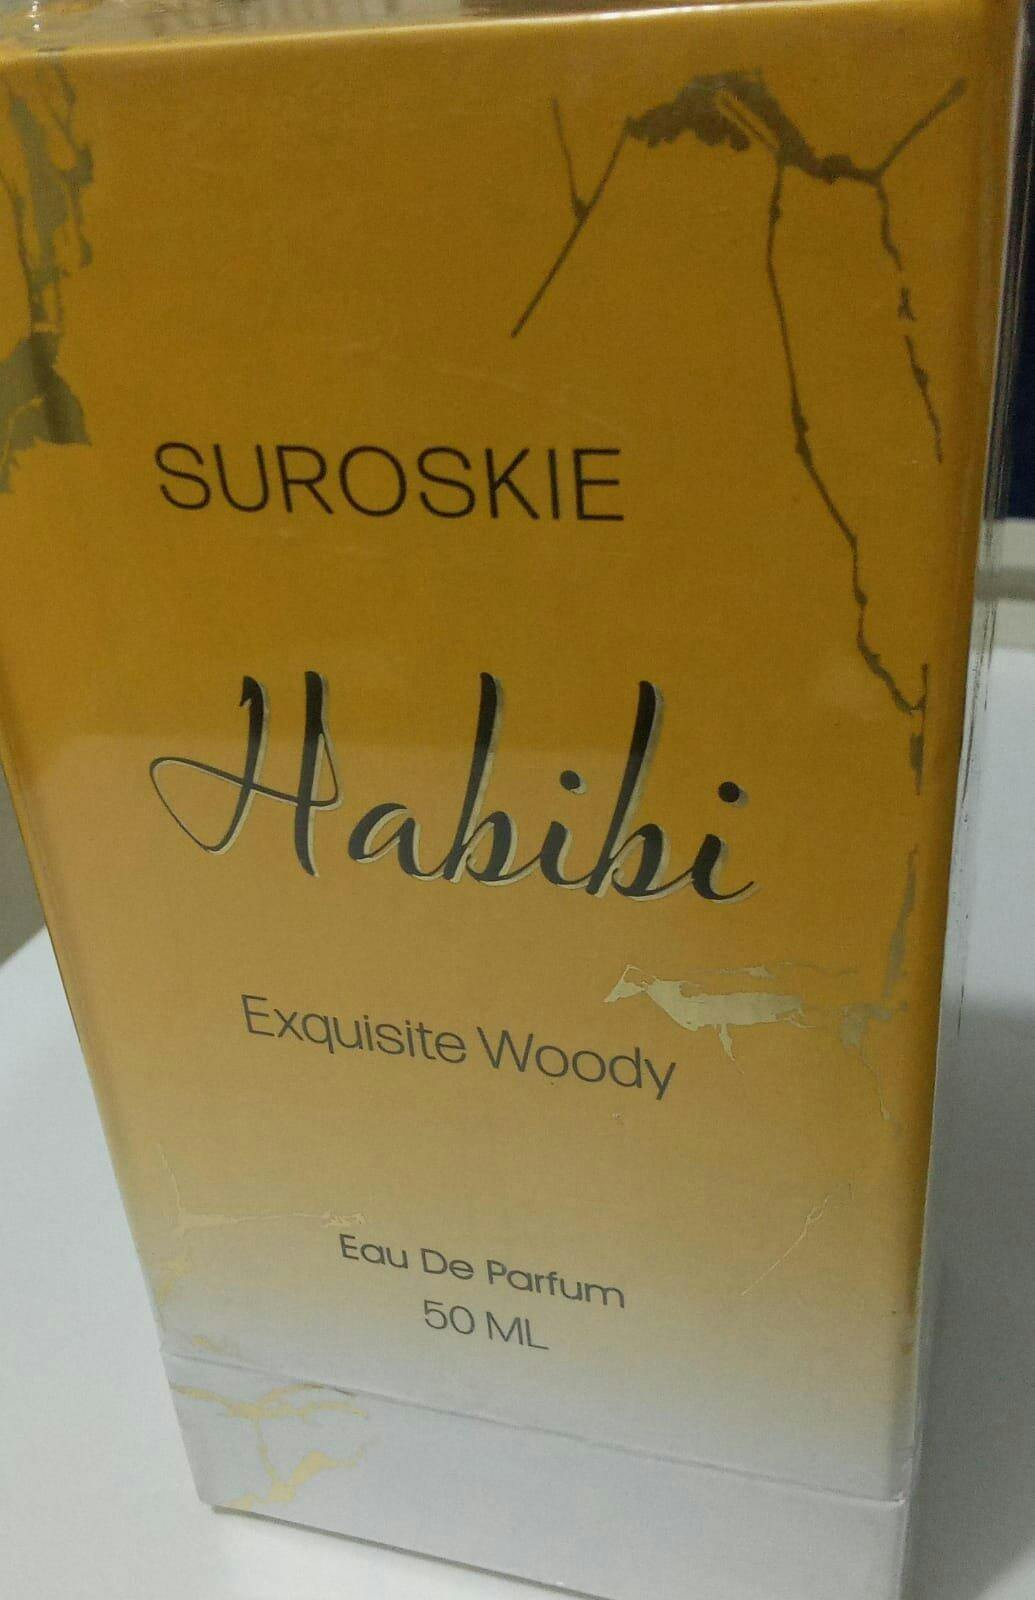 SUROSKIE
Habibi
Exquisite Woody
Eau De Parfum
50 ML